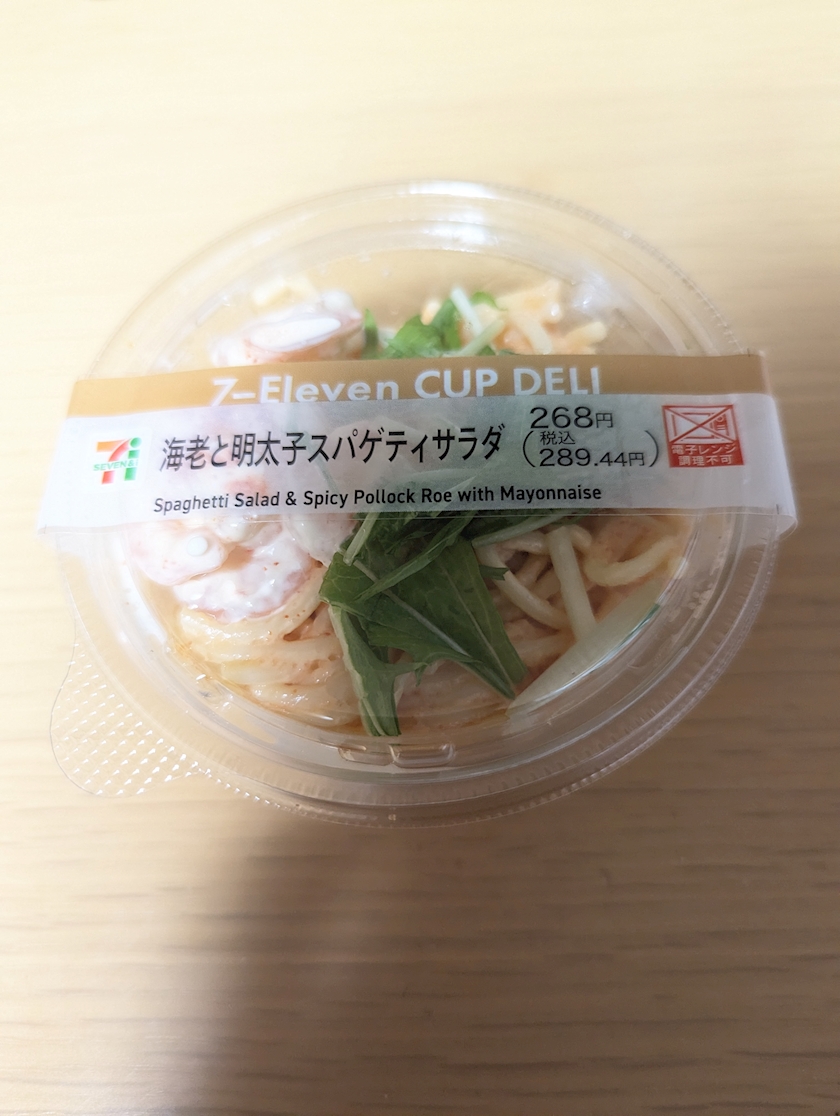 7-Eleven CUP DELI
SEVEN&i
海老と明太子スパゲティサラダ
268円
(税込
289.44円)
電子レンジ
調理不可
Spaghetti Salad & Spicy Pollock Roe with Mayonnaise